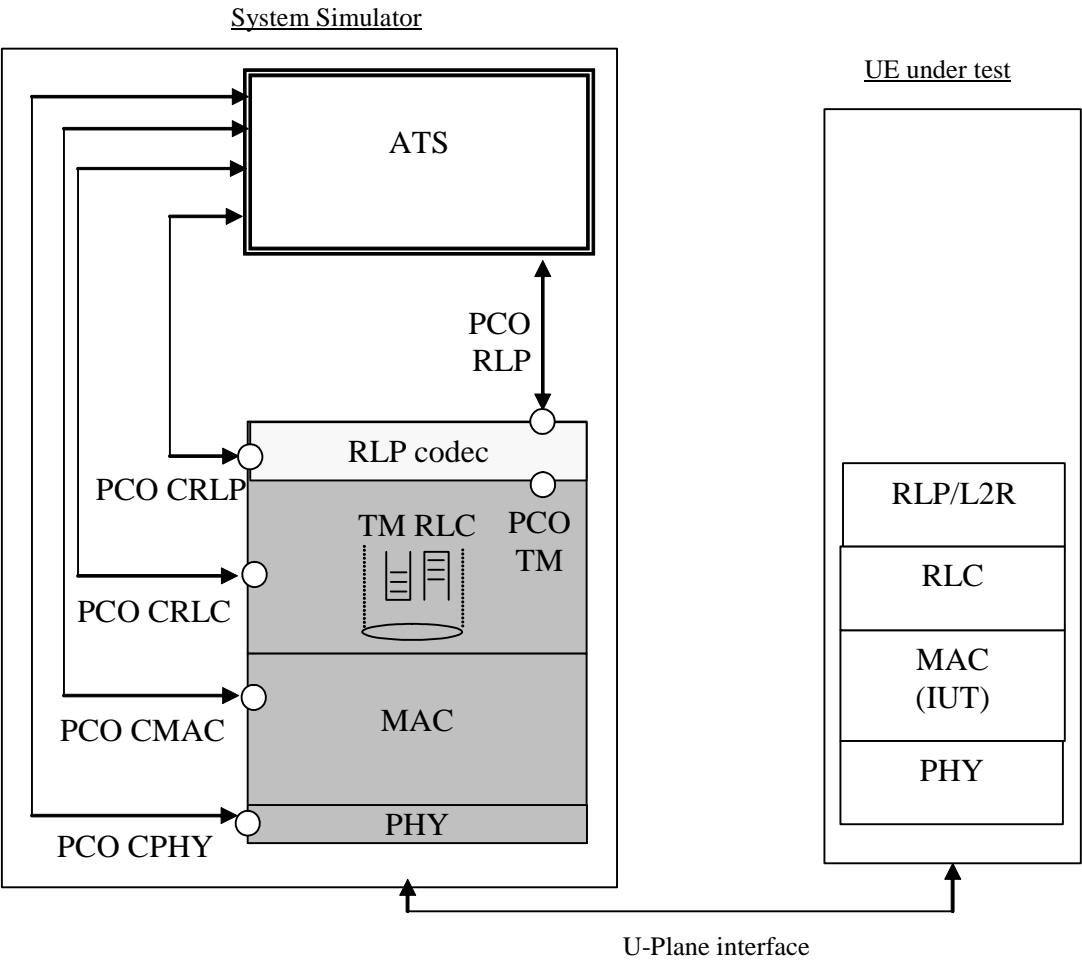 System Simulator
UE under test
ATS
PCO
RLP
RLP codec
PCO CRLP
TM RLC
PCO
TM
PCO CRLC
MAC
PCO CMAC
PHY
PCO CPHY
RLP/L2R
RLC
MAC
(IUT)
PHY
U-Plane interface